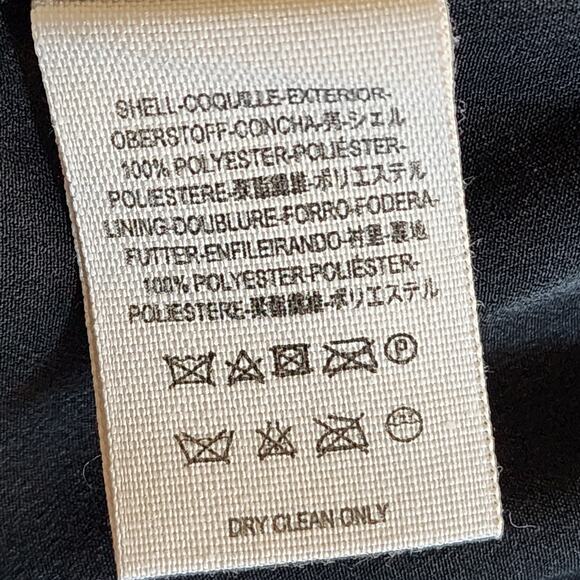 SHELL-COQUILLE-EXTERIOR-
OBERSTOFF-CONCHA-壳-シェル
100% POLYESTER-POLIÉSTER-
POLIESTERE-聚酯纖維-ポリエステル
LINING-DOUBLURE-FORRO-FODERA-
FUTTER-ENFILEIRANDO-衬里-裏地
100% POLYESTER-POLIÉSTER-
POLIESTERE-聚酯纖維-ポリエステル
P
DRY CLEAN ONLY